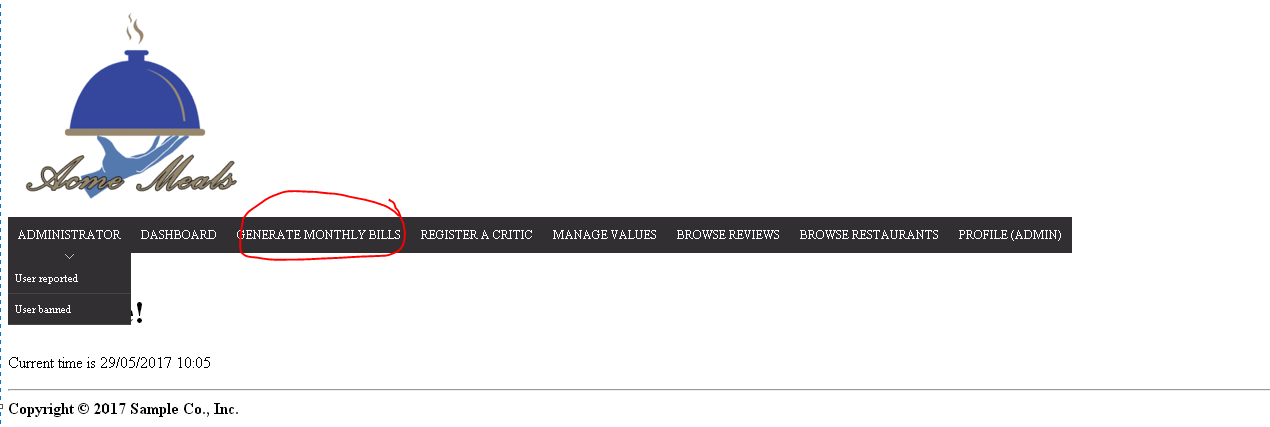 Acme Meals
ADMINISTRATOR DASHBOARD GENERATE MONTHLY BILLS REGISTER A CRITIC MANAGE VALUES BROWSE REVIEWS BROWSE RESTAURANTS PROFILE (ADMIN)
User reported
User banned
!
Current time is 29/05/2017 10:05
Copyright © 2017 Sample Co., Inc.